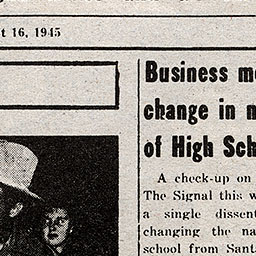 t 16, 1945
Business m
change in n
of High Sch
A check-up on
The Signal this w
a single dissent
changing the na
school from Sant